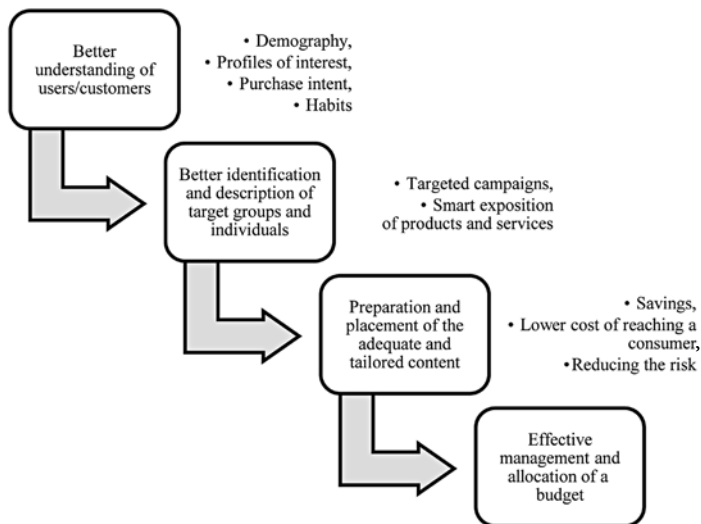 Better
understanding of
users/customers
• Demography,
• Profiles of interest,
• Purchase intent,
• Habits
Better identification
and description of
target groups and
individuals
• Targeted campaigns,
• Smart exposition
of products and services
Preparation and
placement of the
adequate and
tailored content
• Savings,
• Lower cost of reaching a
consumer,
•Reducing the risk
Effective
management and
allocation of a
budget